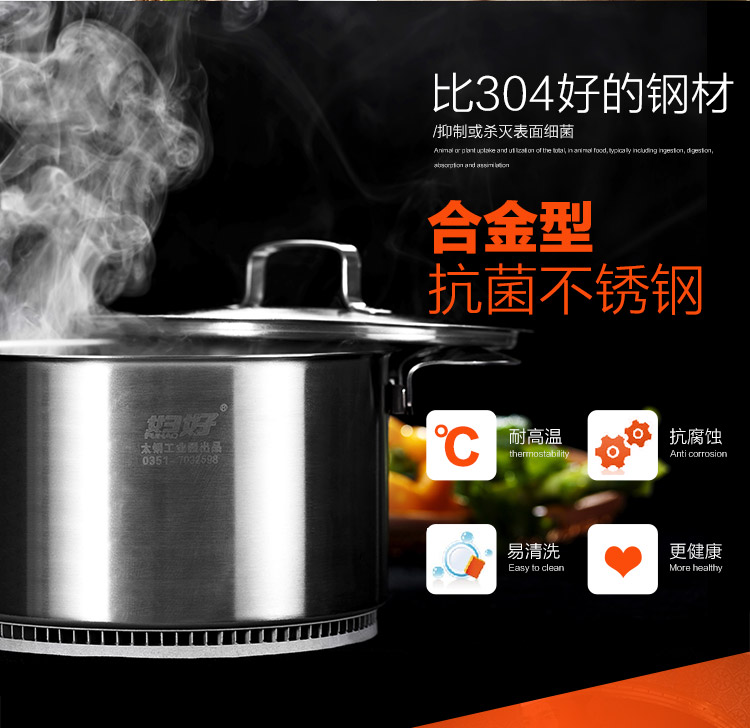 比304好的钢材
/抑制或杀灭表面细菌
Animal or plant uptake and utilization of the total, in animal food, typically including ingestion, digestion,
absorption and assimilation
合金型
抗菌不锈钢
®
太钢工业园出品
0351-7032598
℃
耐高温
thermostability
抗腐蚀
Anti corrosion
易清洗
Easy to clean
更健康
More healthy